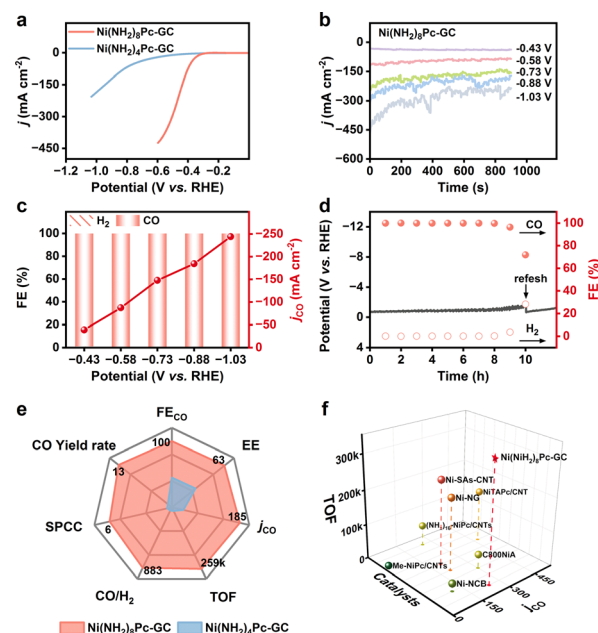 a
Ni(NH₂)₈Pc-GC
Ni(NH₂)₄Pc-GC
j (mA cm⁻²)
0
−150
−300
−450
−1.2 −1.0 −0.8 −0.6 −0.4 −0.2
Potential (V vs. RHE)
b
Ni(NH₂)₈Pc-GC
j (mA cm⁻²)
150
0
−150
−300
−450
−600
-0.43 V
-0.58 V
-0.73 V
-0.88 V
-1.03 V
0 200 400 600 800 1000
Time (s)
c
H₂ CO
FE (%)
100
80
60
40
20
0
−250
−200
−150
−100
−50
0
jCO (mA cm⁻²)
−0.43 −0.58 −0.73 −0.88 −1.03
Potential (V vs. RHE)
d
Potential (V vs. RHE)
−12
−8
−4
0
4
CO
refesh
H₂
100
80
60
40
20
0
FE (%)
0 2 4 6 8 10
Time (h)
e
FECO
CO Yield rate
EE
100
13
63
SPCC
6
185
jCO
883
259k
CO/H₂
TOF
Ni(NH₂)₈Pc-GC
Ni(NH₂)₄Pc-GC
f
TOF
300k
200k
100k
0
Ni(NiH₂)₈Pc-GC
Ni-SAs-CNT
NiTAPc/CNT
Ni-NG
(NH₂)₁₆-NiPc/CNTs
C800NiA
Me-NiPc/CNTs
Ni-NCB
Catalysts
0
150
300
450
jCO